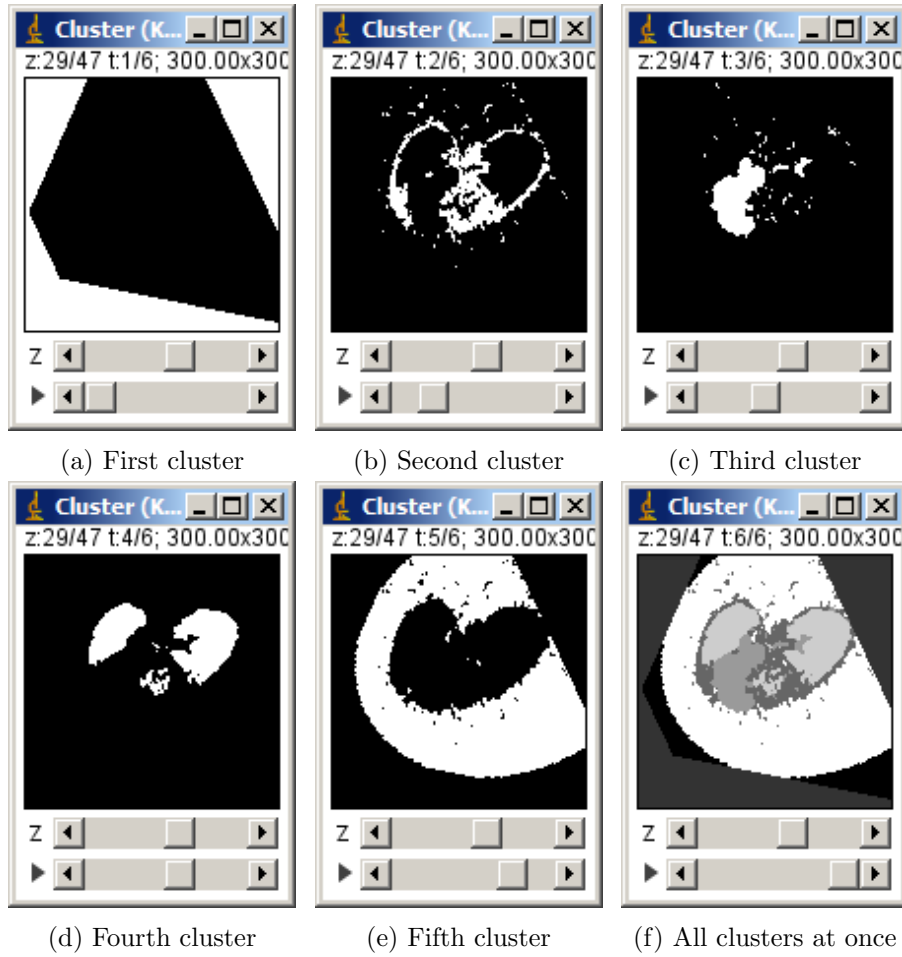 Cluster (K...
z:29/47 t:1/6; 300.00x300
Z
(a) First cluster
Cluster (K...
z:29/47 t:2/6; 300.00x300
Z
(b) Second cluster
Cluster (K...
z:29/47 t:3/6; 300.00x300
Z
(c) Third cluster
Cluster (K...
z:29/47 t:4/6; 300.00x300
Z
(d) Fourth cluster
Cluster (K...
z:29/47 t:5/6; 300.00x300
Z
(e) Fifth cluster
Cluster (K...
z:29/47 t:6/6; 300.00x300
Z
(f) All clusters at once